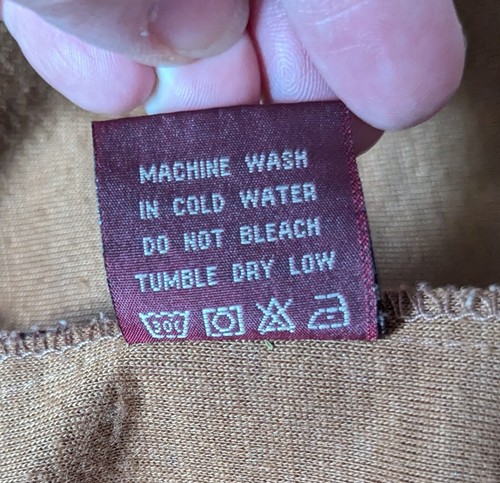 MACHINE WASH
IN COLD WATER
DO NOT BLEACH
TUMBLE DRY LOW
30C